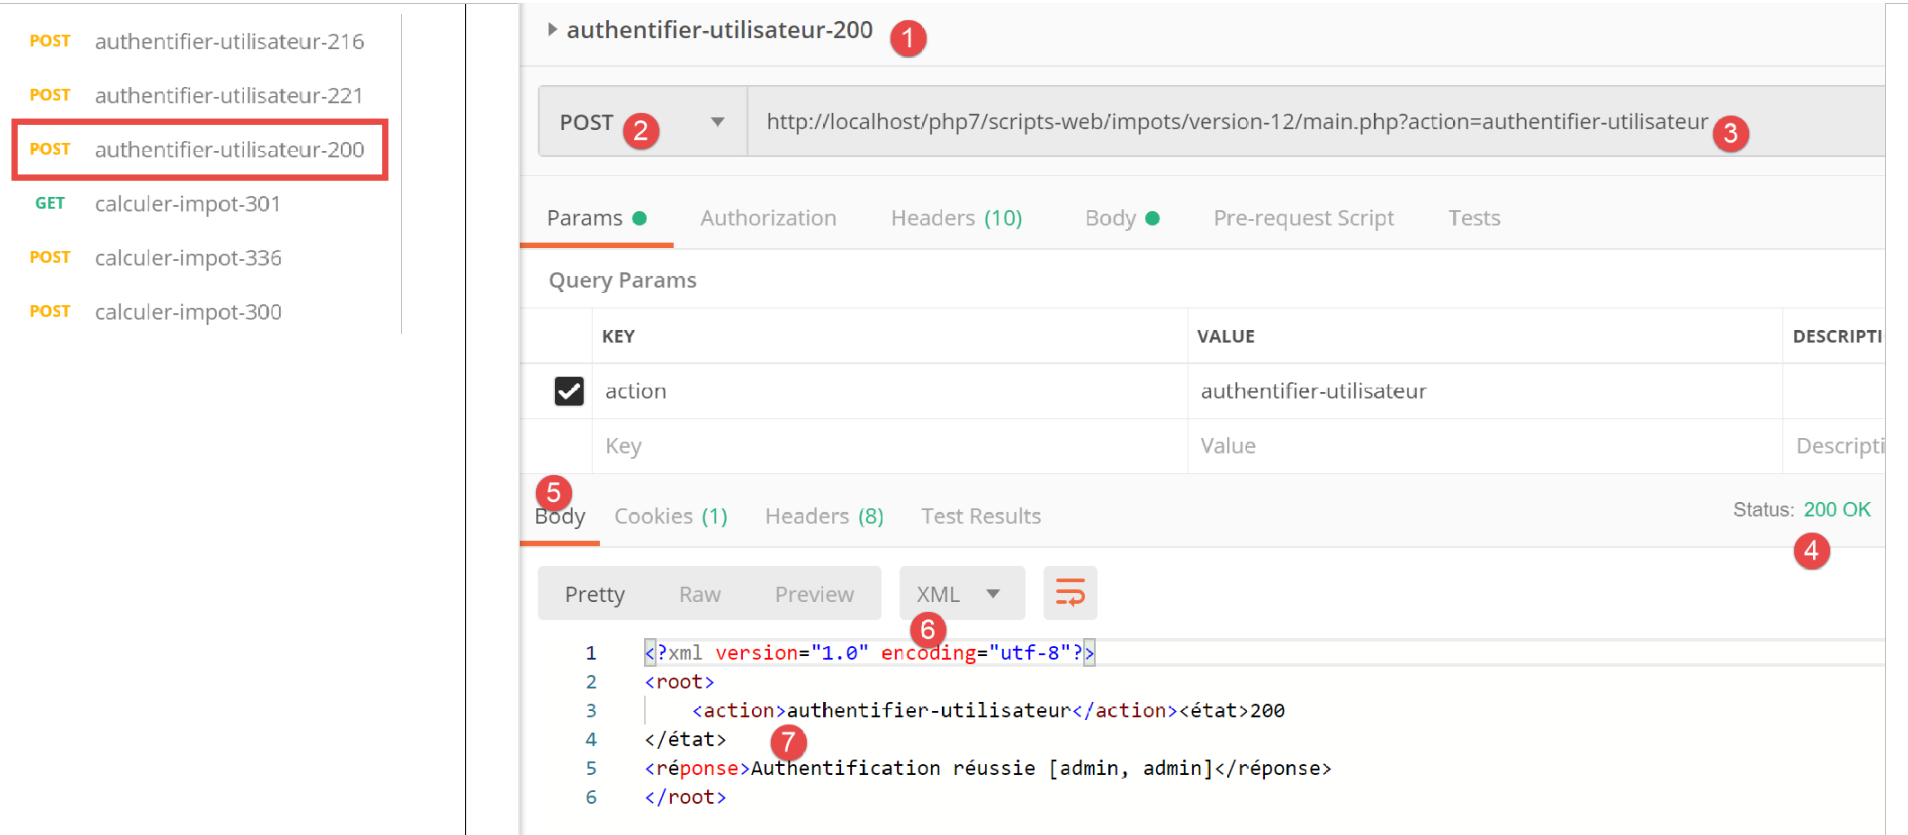 POST authentifier-utilisateur-216
POST authentifier-utilisateur-221
POST authentifier-utilisateur-200
GET calculer-impot-301
POST calculer-impot-336
POST calculer-impot-300
authentifier-utilisateur-200 1
POST 2 http://localhost/php7/scripts-web/impots/version-12/main.php?action=authentifier-utilisateur 3
Params Authorization Headers (10) Body Pre-request Script Tests
Query Params
KEY VALUE DESCRIPTI
action authentifier-utilisateur
Key Value Descripti
5
Body Cookies (1) Headers (8) Test Results Status: 200 OK
4
Pretty Raw Preview XML
6
1 <?xml version="1.0" encoding="utf-8"?>
2 <root>
3 <action>authentifier-utilisateur</action><état>200
4 </état> 7
5 <réponse>Authentification réussie [admin, admin]</réponse>
6 </root>